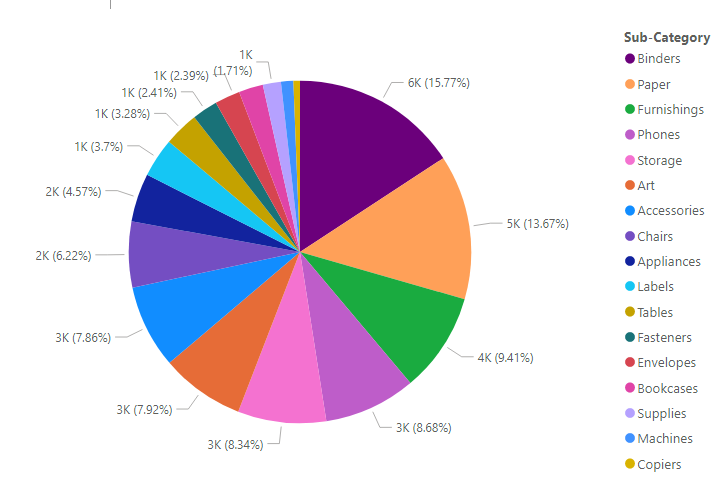 Sub-Category
Binders
Paper
Furnishings
Phones
Storage
Art
Accessories
Chairs
Appliances
Labels
Tables
Fasteners
Envelopes
Bookcases
Supplies
Machines
Copiers
6K (15.77%)
5K (13.67%)
4K (9.41%)
3K (8.68%)
3K (8.34%)
3K (7.92%)
3K (7.86%)
2K (6.22%)
2K (4.57%)
1K (3.7%)
1K (3.28%)
1K (2.41%)
1K (2.39%)
1K
(1.71%)